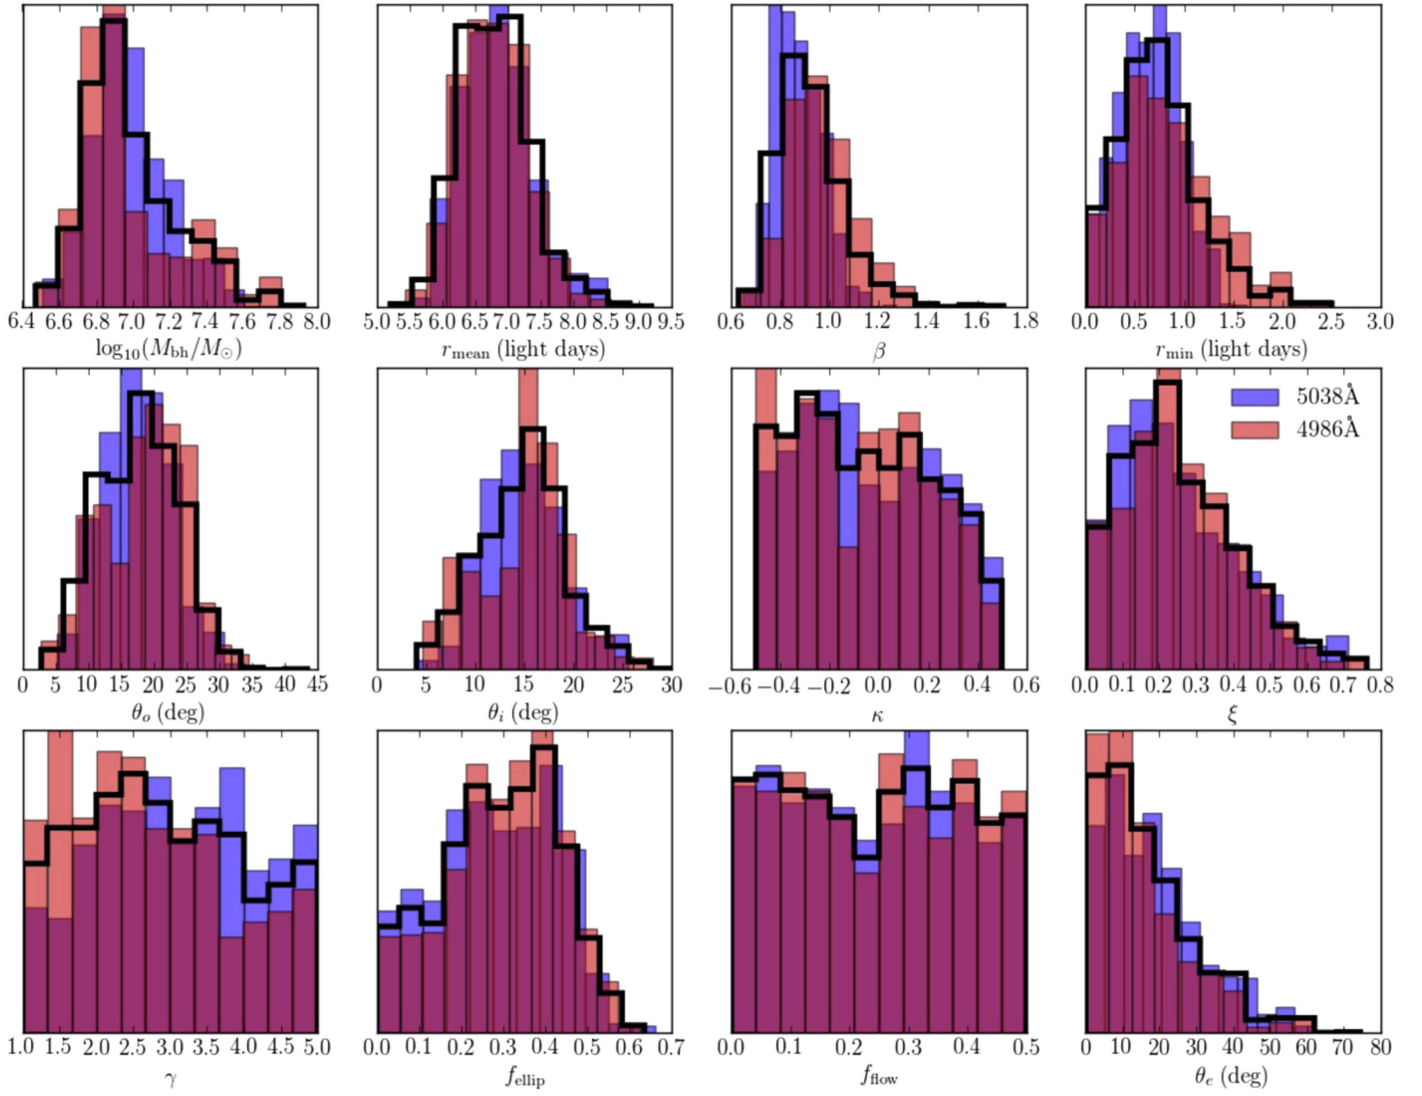 6.4 6.6 6.8 7.0 7.2 7.4 7.6 7.8 8.0
log₁₀(M_bh/M_⊙)
5.0 5.5 6.0 6.5 7.0 7.5 8.0 8.5 9.0 9.5
r_mean (light days)
0.6 0.8 1.0 1.2 1.4 1.6 1.8
β
0.0 0.5 1.0 1.5 2.0 2.5 3.0
r_min (light days)
0 5 10 15 20 25 30 35 40 45
θ_o (deg)
0 5 10 15 20 25 30
θ_i (deg)
−0.6 −0.4 −0.2 0.0 0.2 0.4 0.6
κ
5038Å
4986Å
0.0 0.1 0.2 0.3 0.4 0.5 0.6 0.7 0.8
ξ
1.0 1.5 2.0 2.5 3.0 3.5 4.0 4.5 5.0
γ
0.0 0.1 0.2 0.3 0.4 0.5 0.6 0.7
f_ellip
0.0 0.1 0.2 0.3 0.4 0.5
f_flow
0 10 20 30 40 50 60 70 80
θ_e (deg)